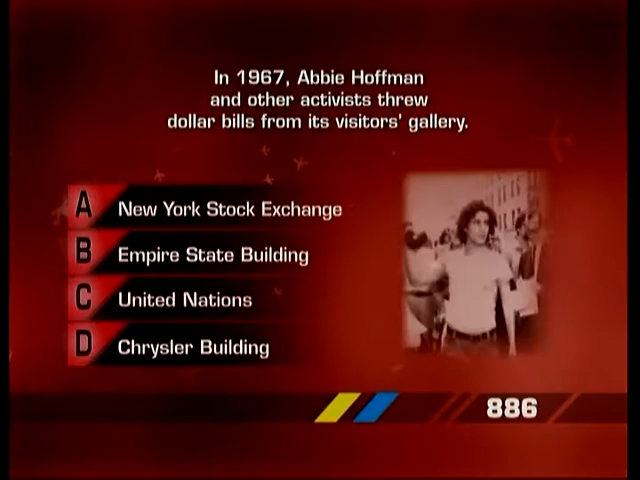 In 1967, Abbie Hoffman
and other activists threw
dollar bills from its visitors' gallery.
A New York Stock Exchange
B Empire State Building
C United Nations
D Chrysler Building
886